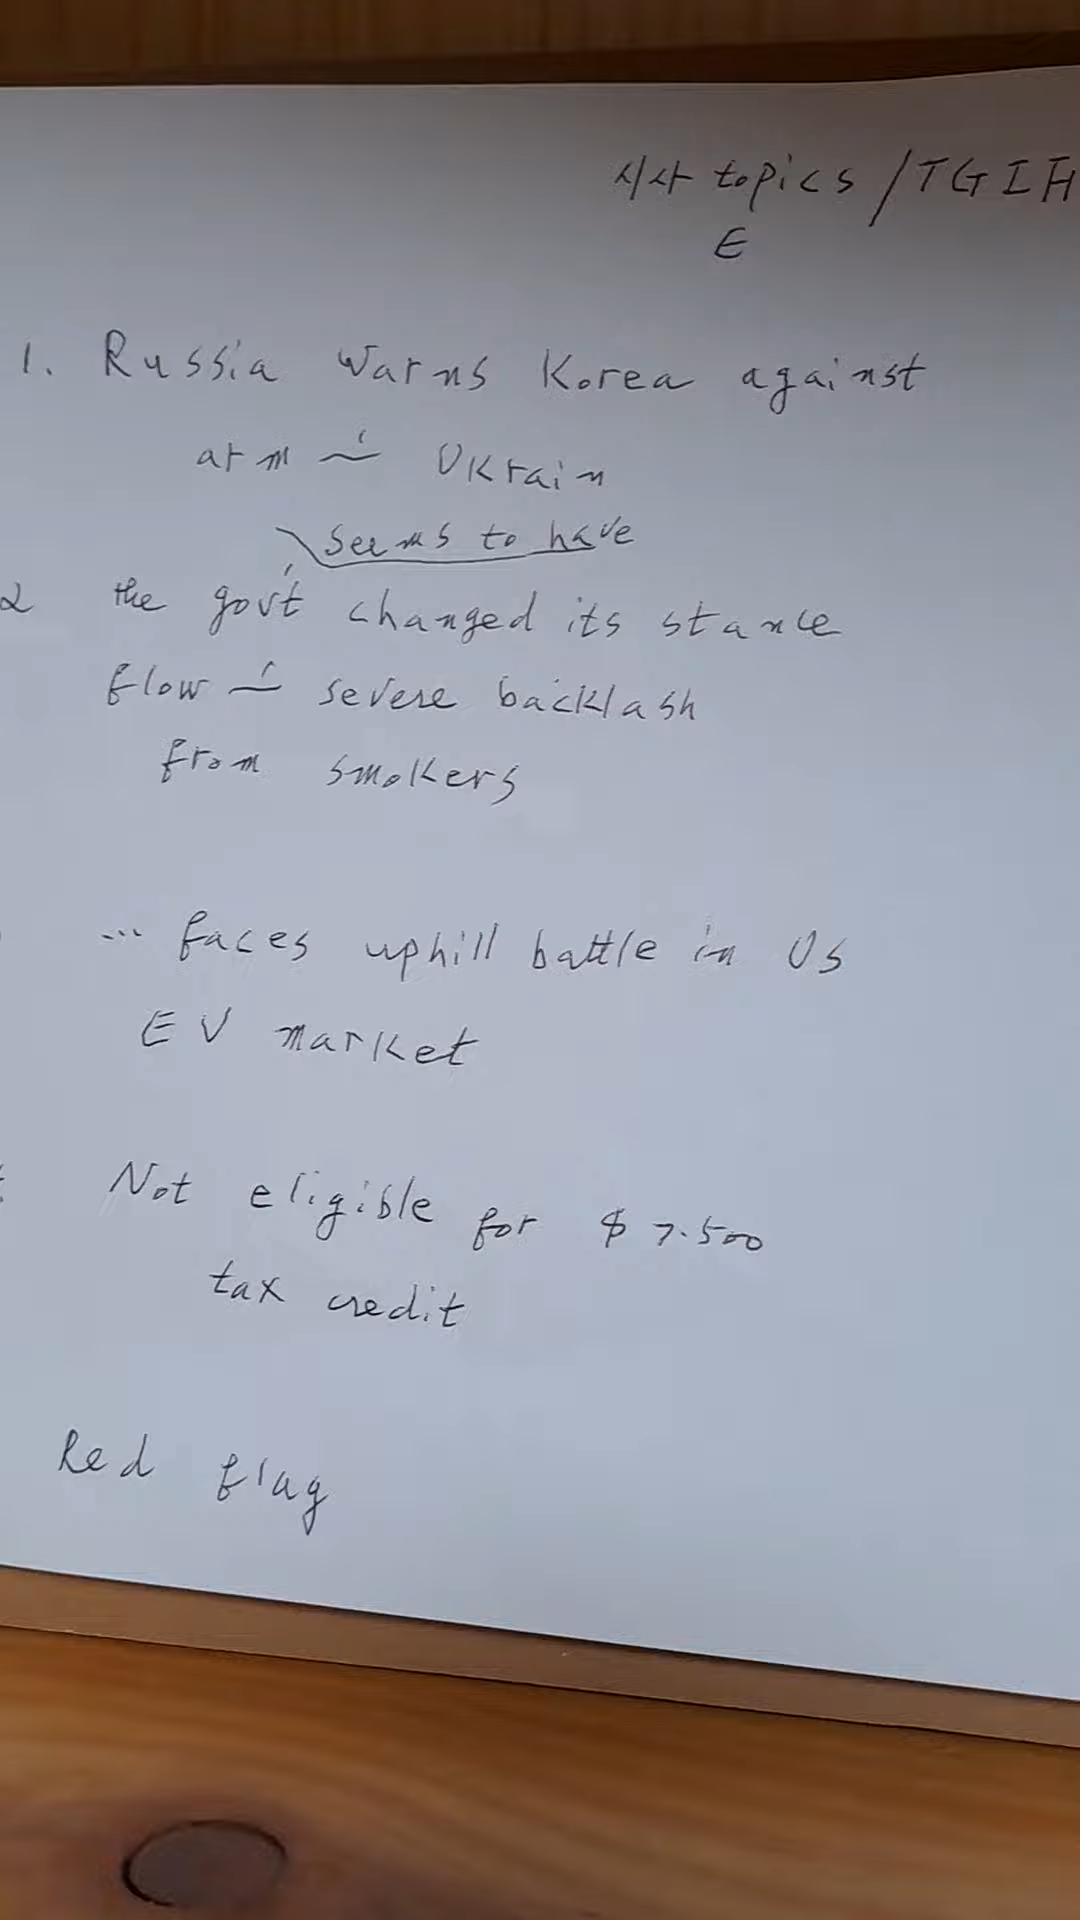 시사 topics / TGIF
E
1. Russia warns Korea against
arm ـُـ Ukrain
seems to have
2 the gov't changed its stance
flow ـُـ severe backlash
from smokers
... faces uphill battle in US
EV market
Not eligible for $ 7.500
tax credit
Red flag